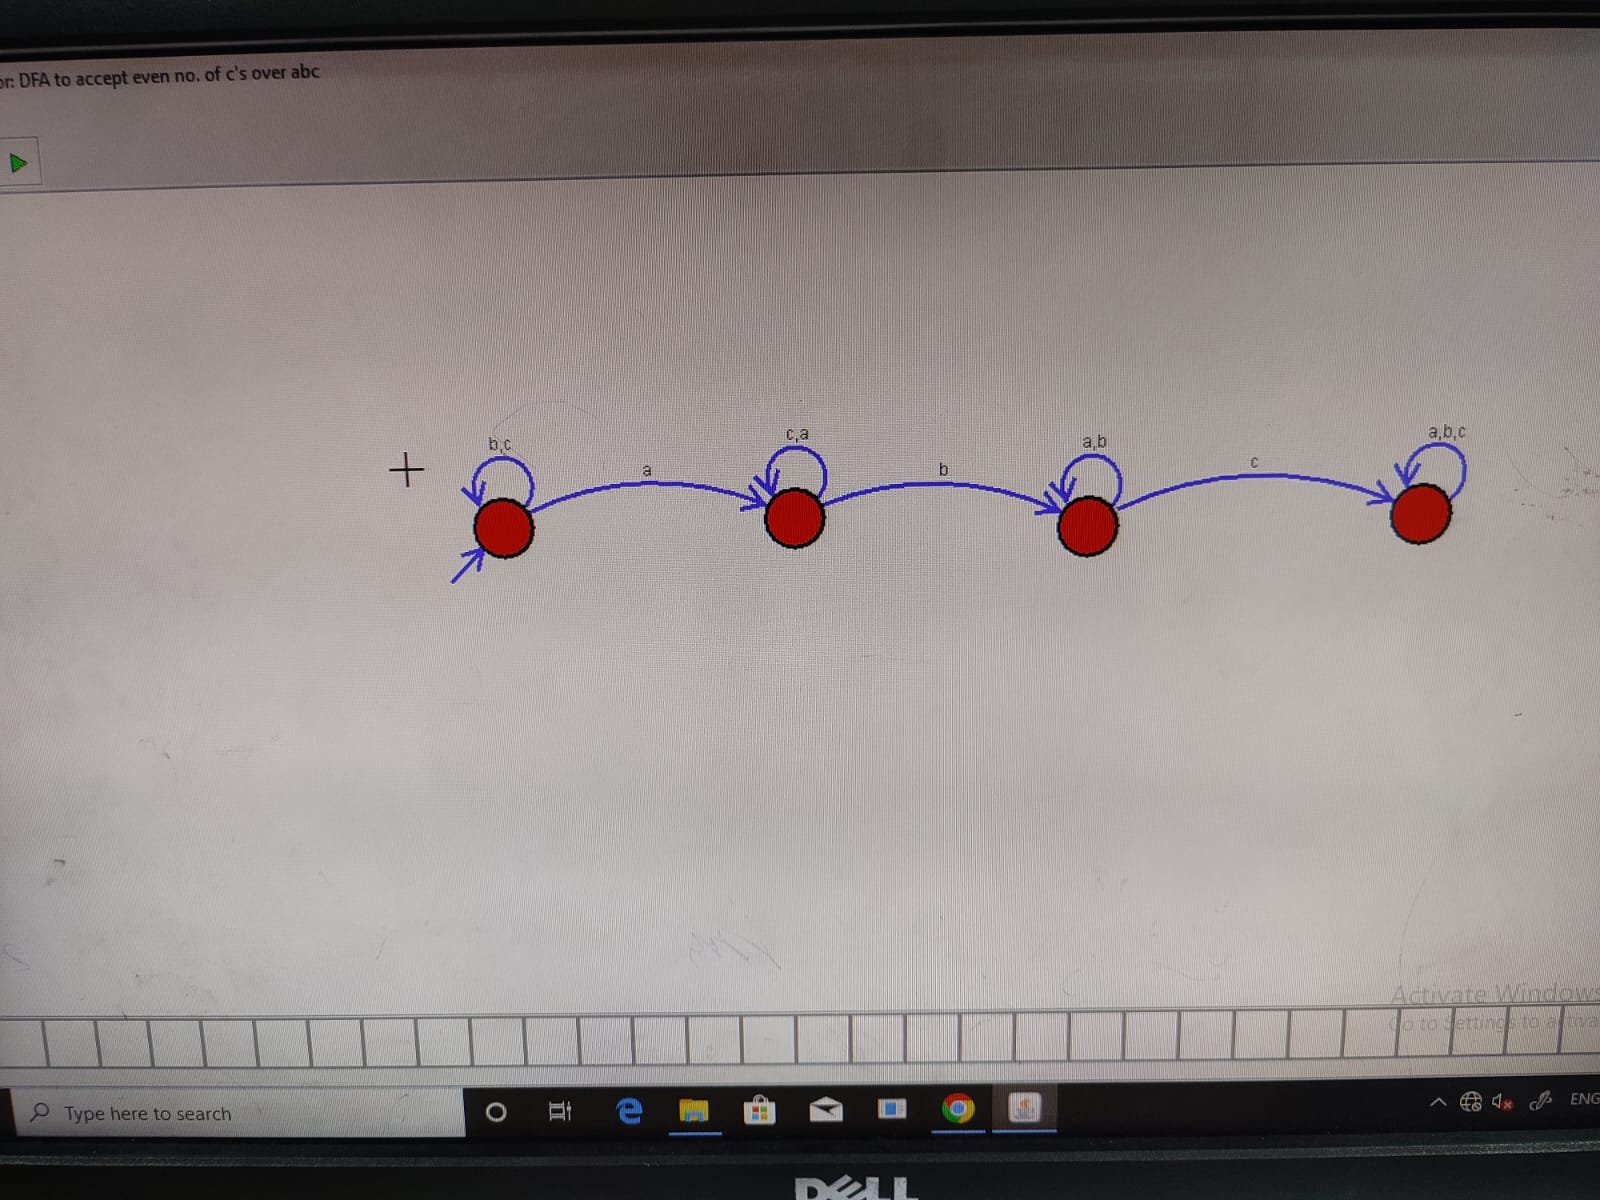 or: DFA to accept even no. of c's over abc
b,c
a
c,a
b
a,b
c
a,b,c
Activate Windows
Go to Settings to activa
Type here to search
ENG
DELL